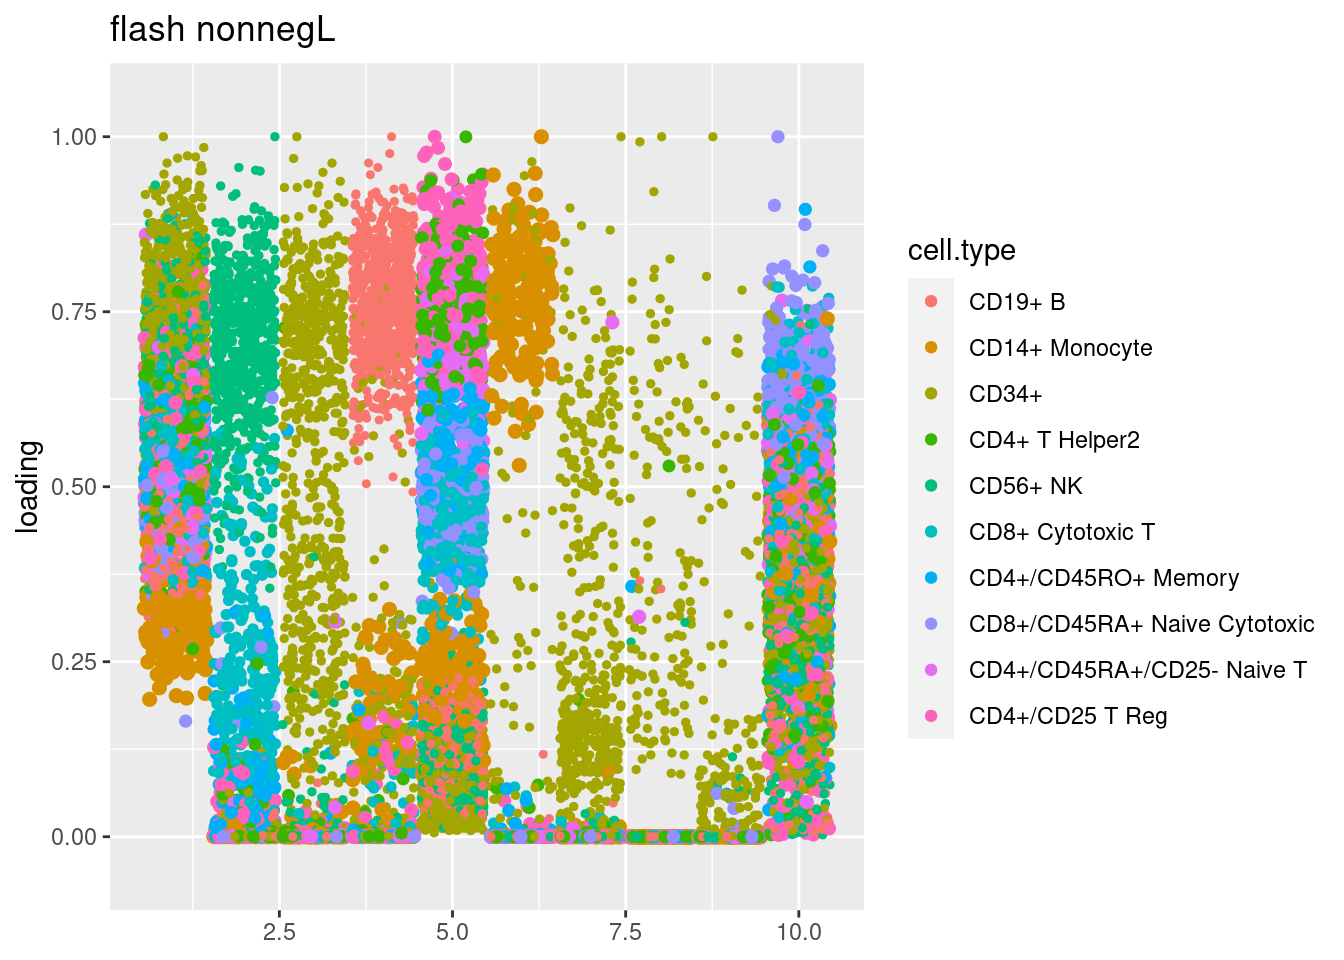 flash nonnegL
1.00
0.75
0.50
0.25
0.00
loading
2.5
5.0
7.5
10.0
cell.type
CD19+ B
CD14+ Monocyte
CD34+
CD4+ T Helper2
CD56+ NK
CD8+ Cytotoxic T
CD4+/CD45RO+ Memory
CD8+/CD45RA+ Naive Cytotoxic
CD4+/CD45RA+/CD25- Naive T
CD4+/CD25 T Reg